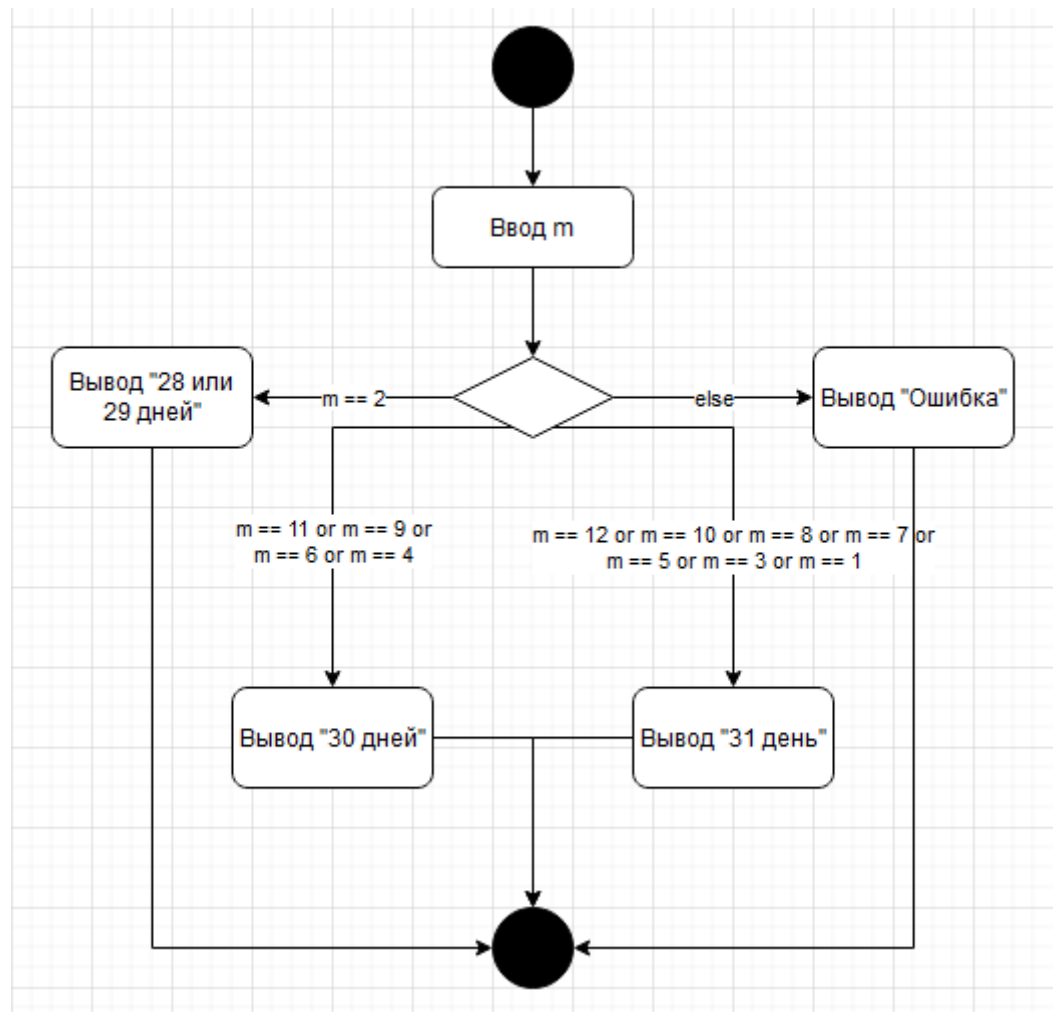 Ввод m
Вывод "28 или
29 дней"
m == 2
else
Вывод "Ошибка"
m == 11 or m == 9 or
m == 6 or m == 4
m == 12 or m == 10 or m == 8 or m == 7 or
m == 5 or m == 3 or m == 1
Вывод "30 дней"
Вывод "31 день"